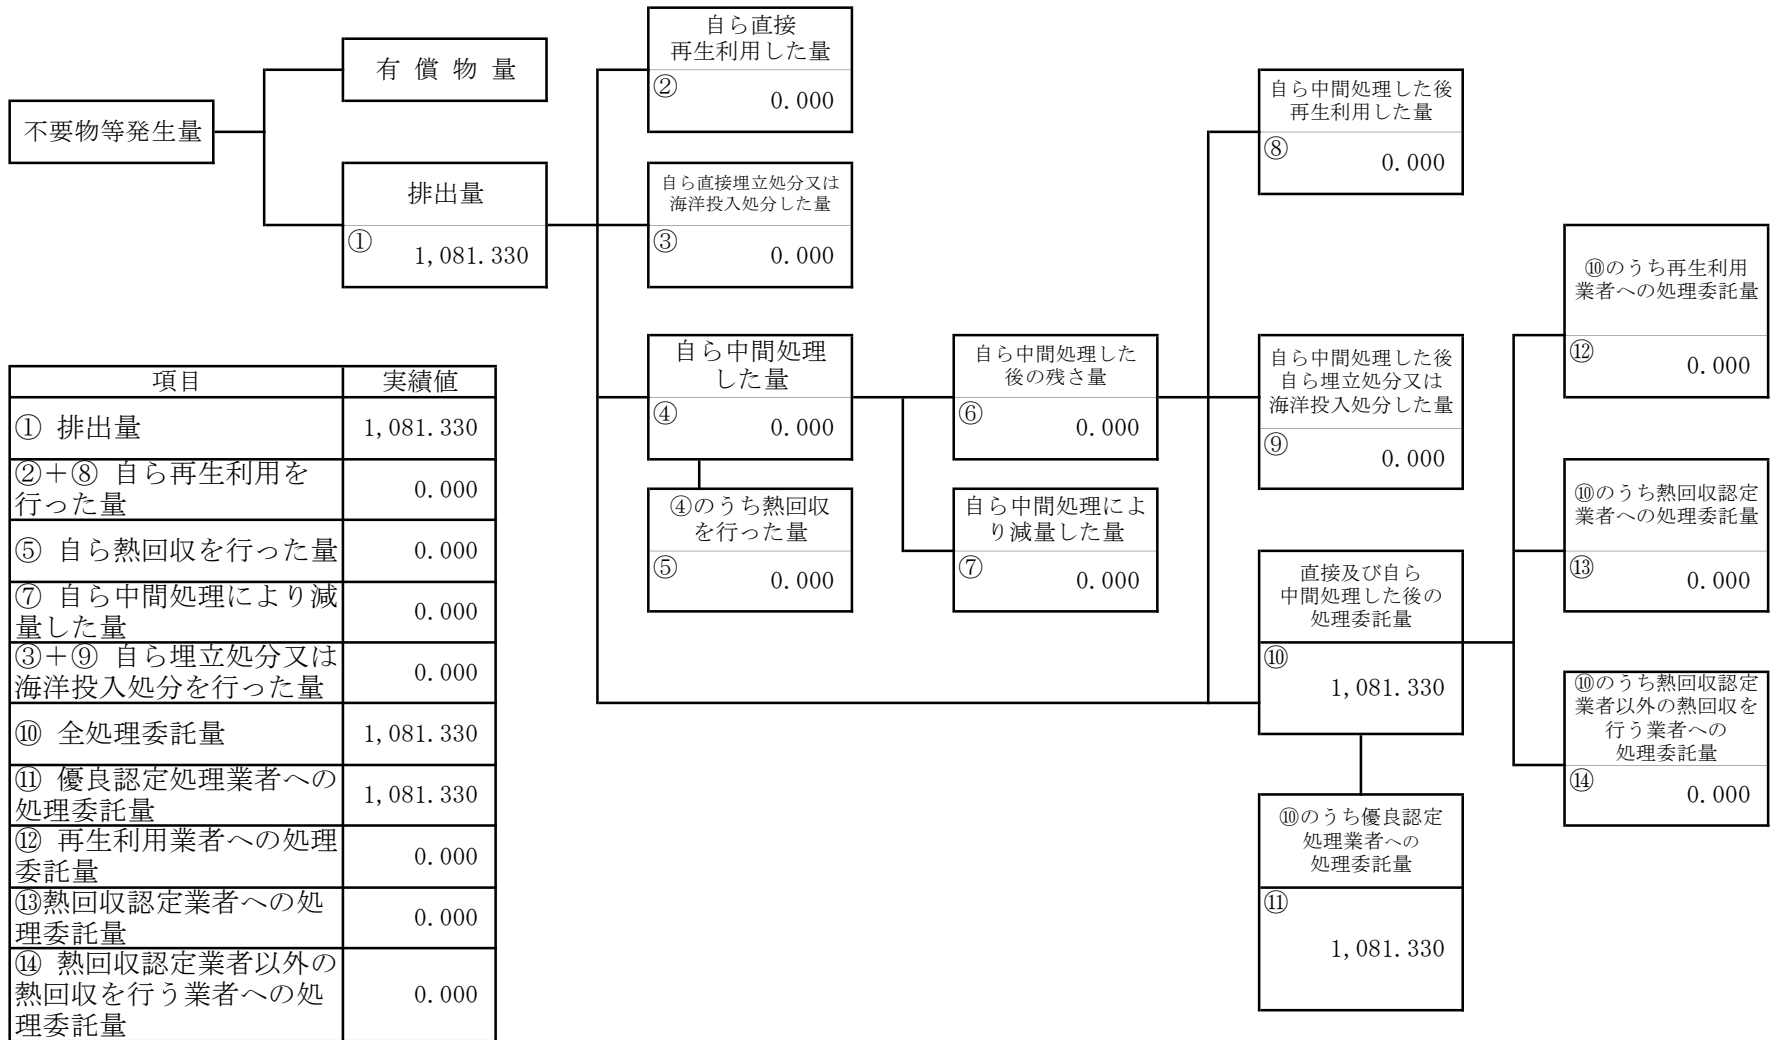 不要物等発生量
有 償 物 量
排出量
①
1,081.330
自ら直接
再生利用した量
②
0.000
自ら直接埋立処分又は
海洋投入処分した量
③
0.000
自ら中間処理
した量
④
0.000
④のうち熱回収
を行った量
⑤
0.000
自ら中間処理した
後の残さ量
⑥
0.000
自ら中間処理によ
り減量した量
⑦
0.000
自ら中間処理した後
再生利用した量
⑧
0.000
自ら中間処理した後
自ら埋立処分又は
海洋投入処分した量
⑨
0.000
直接及び自ら
中間処理した後の
処理委託量
⑩
1,081.330
⑩のうち優良認定
処理業者への
処理委託量
⑪
1,081.330
⑩のうち再生利用
業者への処理委託量
⑫
0.000
⑩のうち熱回収認定
業者への処理委託量
⑬
0.000
⑩のうち熱回収認定
業者以外の熱回収を
行う業者への
処理委託量
⑭
0.000
項目 実績値
① 排出量 1,081.330
②＋⑧ 自ら再生利用を
行った量 0.000
⑤ 自ら熱回収を行った量 0.000
⑦ 自ら中間処理により減
量した量 0.000
③＋⑨ 自ら埋立処分又は
海洋投入処分を行った量 0.000
⑩ 全処理委託量 1,081.330
⑪ 優良認定処理業者への
処理委託量 1,081.330
⑫ 再生利用業者への処理
委託量 0.000
⑬熱回収認定業者への処
理委託量 0.000
⑭ 熱回収認定業者以外の
熱回収を行う業者への処
理委託量 0.000